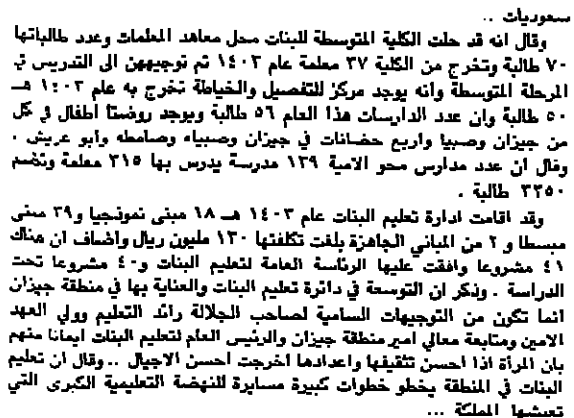 سعوديات ..
وقال انه قد حلت الكلية المتوسطة للبنات محل معاهد المعلمات وعدد طالباتها
٧٠ طالبة وتخرج من الكلية ٣٧ معلمة عام ١٤٠٣ تم توجيههن الى التدريس في
المرحلة المتوسطة وانه يوجد مركز للتفصيل والخياطة تخرج به عام ١٤٠٣ هـ
٥٠ طالبة وان عدد الدارسات هذا العام ٥٦ طالبة ويوجد روضتا اطفال في كل
من جيزان وصبيا واربع حضانات في جيزان وصبياء وصامطه وابو عريش .
وقال ان عدد مدارس محو الامية ١٣٩ مدرسة يدرس بها ٣١٥ معلمة وتضم
٣٣٥٠ طالبة .
وقد اقامت ادارة تعليم البنات عام ١٤٠٣ هـ ١٨ مبنى نموذجيا و٣٩ مبنى
مبسطا و ٢ من المباني الجاهزة بلغت تكلفتها ١٣٠ مليون ريال واضاف ان هناك
٤١ مشروعا وافقت عليها الرئاسة العامة لتعليم البنات و٤٠ مشروعا تحت
الدراسة . وذكر ان التوسعة في دائرة تعليم البنات والعناية بها في منطقة جيزان
انما تكون من التوجيهات السامية لصاحب الجلالة رائد التعليم وولي العهد
الامين ومتابعة معالي امير منطقة جيزان والرئيس العام لتعليم البنات ايمانا منهم
بان المرأة اذا احسن تثقيفها واعدادها اخرجت احسن الاجيال .. وقال ان تعليم
البنات في المنطقة يخطو خطوات كبيرة مسايرة للنهضة التعليمية الكبرى التي
تعيشها المملكة ...